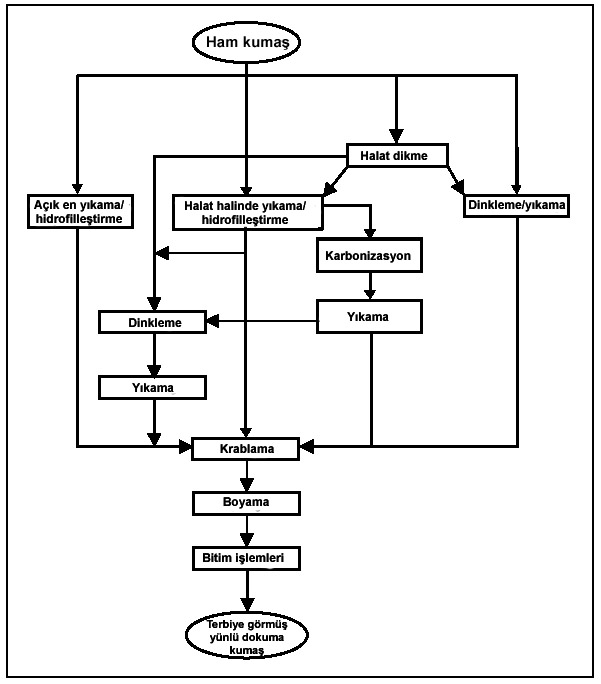 Ham kumaş
Halat dikme
Açık en yıkama/
hidrofilleştirme
Halat halinde yıkama/
hidrofilleştirme
Dinkleme/yıkama
Karbonizasyon
Dinkleme
Yıkama
Yıkama
Krablama
Boyama
Bitim işlemleri
Terbiye görmüş
yünlü dokuma
kumaş